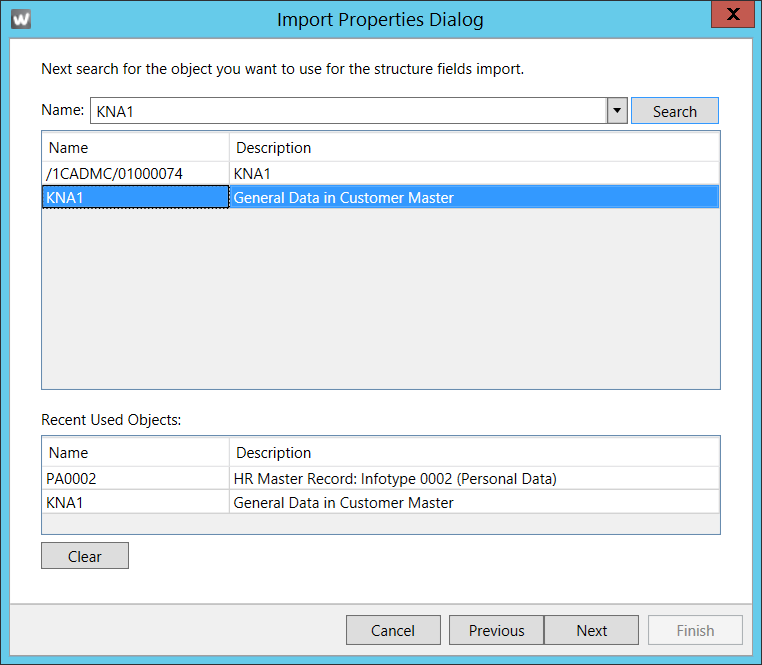 W
Import Properties Dialog
X
Next search for the object you want to use for the structure fields import.
Name: KNA1 Search
Name Description
/1CADMC/01000074 KNA1
KNA1 General Data in Customer Master
Recent Used Objects:
Name Description
PA0002 HR Master Record: Infotype 0002 (Personal Data)
KNA1 General Data in Customer Master
Clear
Cancel Previous Next Finish